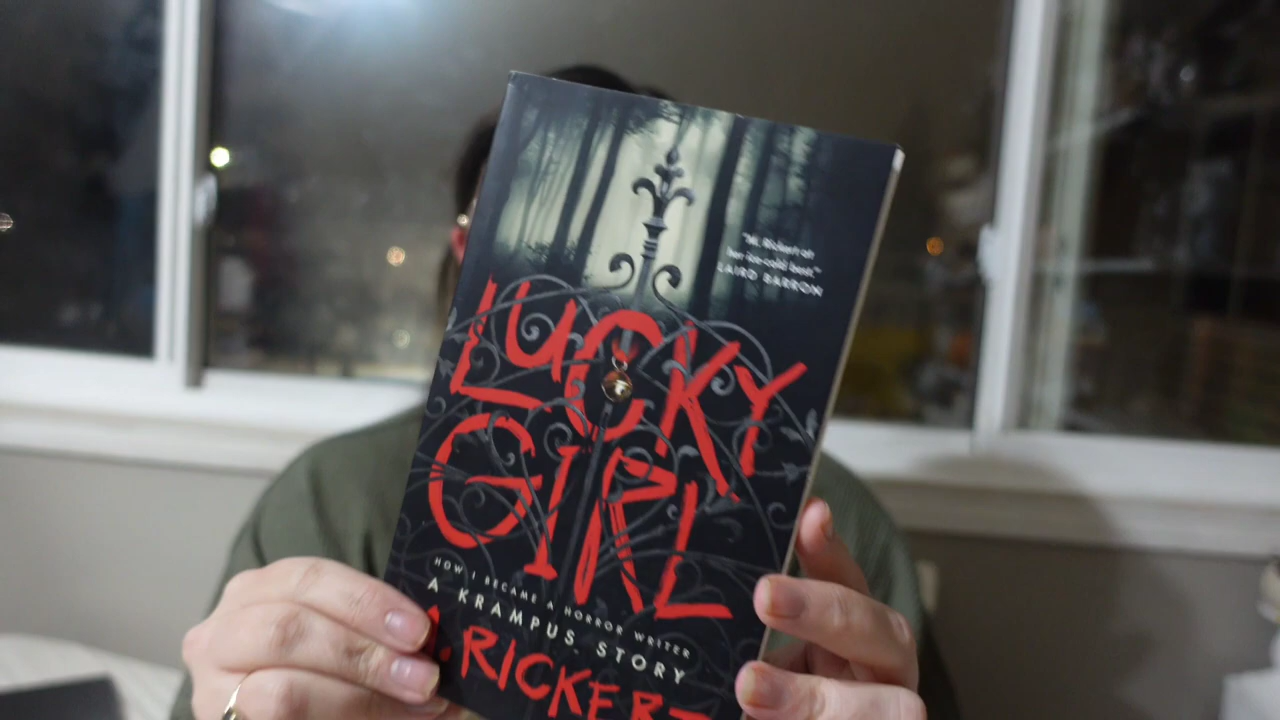 "M. Rickert at
her ice-cold best."
LAIRD BARRON
LUCKY
GIRL
HOW I BECAME A HORROR WRITER
A KRAMPUS STORY
. RICKERT